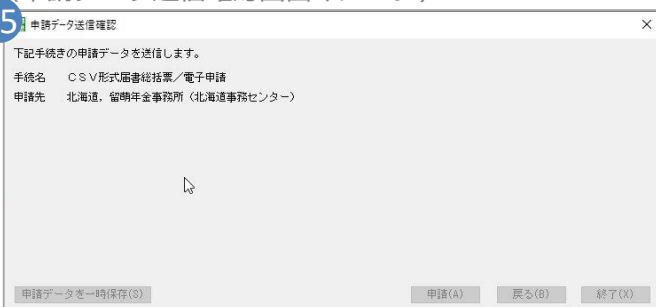 5
申請データ送信確認
下記手続きの申請データを送信します。
手続名 CSV形式届書総括票／電子申請
申請先 北海道，留萌年金事務所（北海道事務センター）
申請データを一時保存(S) 申請(A) 戻る(B) 終了(X)